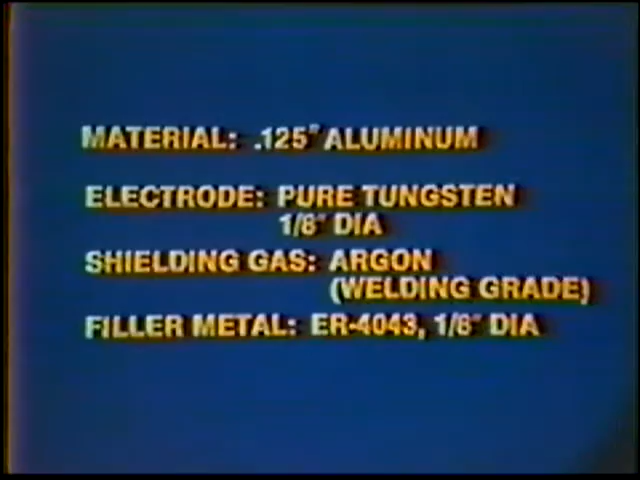 MATERIAL: .125" ALUMINUM
ELECTRODE: PURE TUNGSTEN
1/8" DIA
SHIELDING GAS: ARGON
(WELDING GRADE)
FILLER METAL: ER-4043, 1/8" DIA